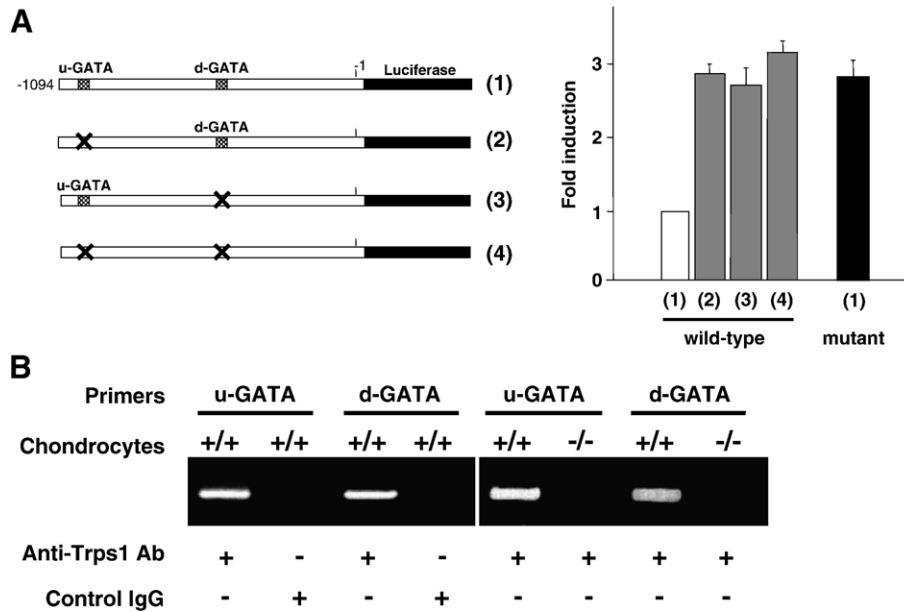 A
u-GATA d-GATA -1 Luciferase
-1094 (1)
d-GATA
(2)
u-GATA
(3)
(4)
Fold induction
3
2
1
0
(1) (2) (3) (4) (1)
wild-type mutant
B
Primers u-GATA d-GATA u-GATA d-GATA
Chondrocytes +/+ +/+ +/+ +/+ +/+ -/- +/+ -/-
Anti-Trps1 Ab + - + - + + + +
Control IgG - + - + - - - -